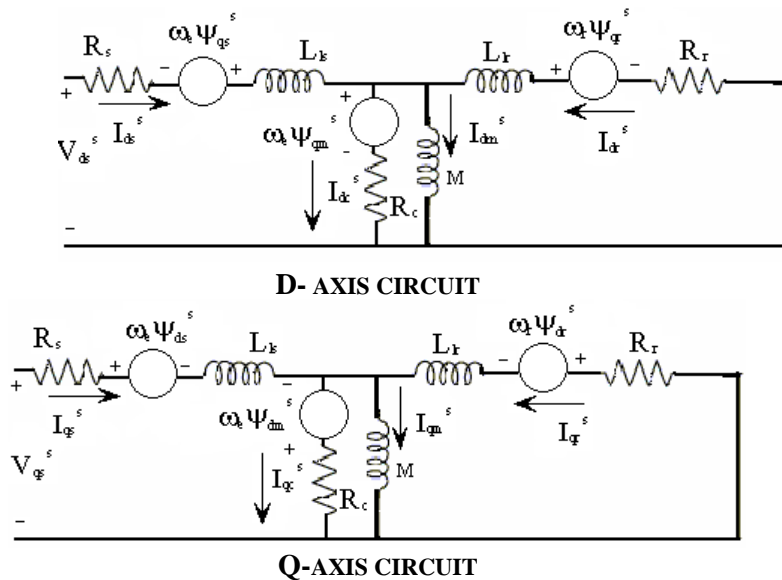 R_s
ω_e ψ_qs^s
L_ls
L_lr
ω_r ψ_qr^s
R_r
- +
+ -
+
I_ds^s
V_ds^s
ω_e ψ_qm^s
+
-
I_dm^s
I_dr^s
I_dc^s
R_c
M
-
D- AXIS CIRCUIT
R_s
ω_e ψ_ds^s
L_ls
L_lr
ω_r ψ_dr^s
R_r
+ -
- +
+
I_qs^s
V_qs^s
ω_e ψ_dm^s
-
+
I_qm^s
I_qr^s
I_qc^s
R_c
M
-
Q-AXIS CIRCUIT